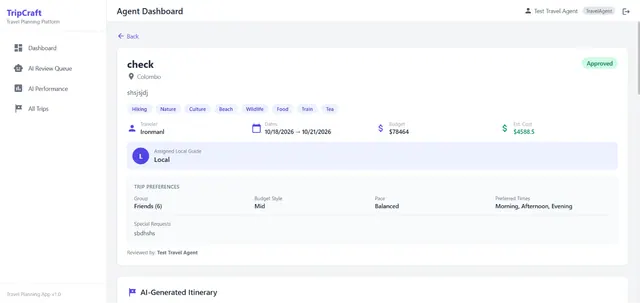 TripCraft
Travel Planning Platform
Agent Dashboard
Test Travel Agent
TravelAgent
Dashboard
AI Review Queue
AI Performance
All Trips
Back
check
Approved
Colombo
shsjsjdj
Hiking Nature Culture Beach Wildlife Food Train Tea
Traveler
Ironmanl
Dates
10/18/2026 → 10/21/2026
Budget
$78464
Est. Cost
$4588.5
L
Assigned Local Guide
Local
TRIP PREFERENCES
Group
Friends (6)
Budget Style
Mid
Pace
Balanced
Preferred Times
Morning, Afternoon, Evening
Special Requests
sbdhshs
Reviewed by: Test Travel Agent
AI-Generated Itinerary
Travel Planning App v1.0